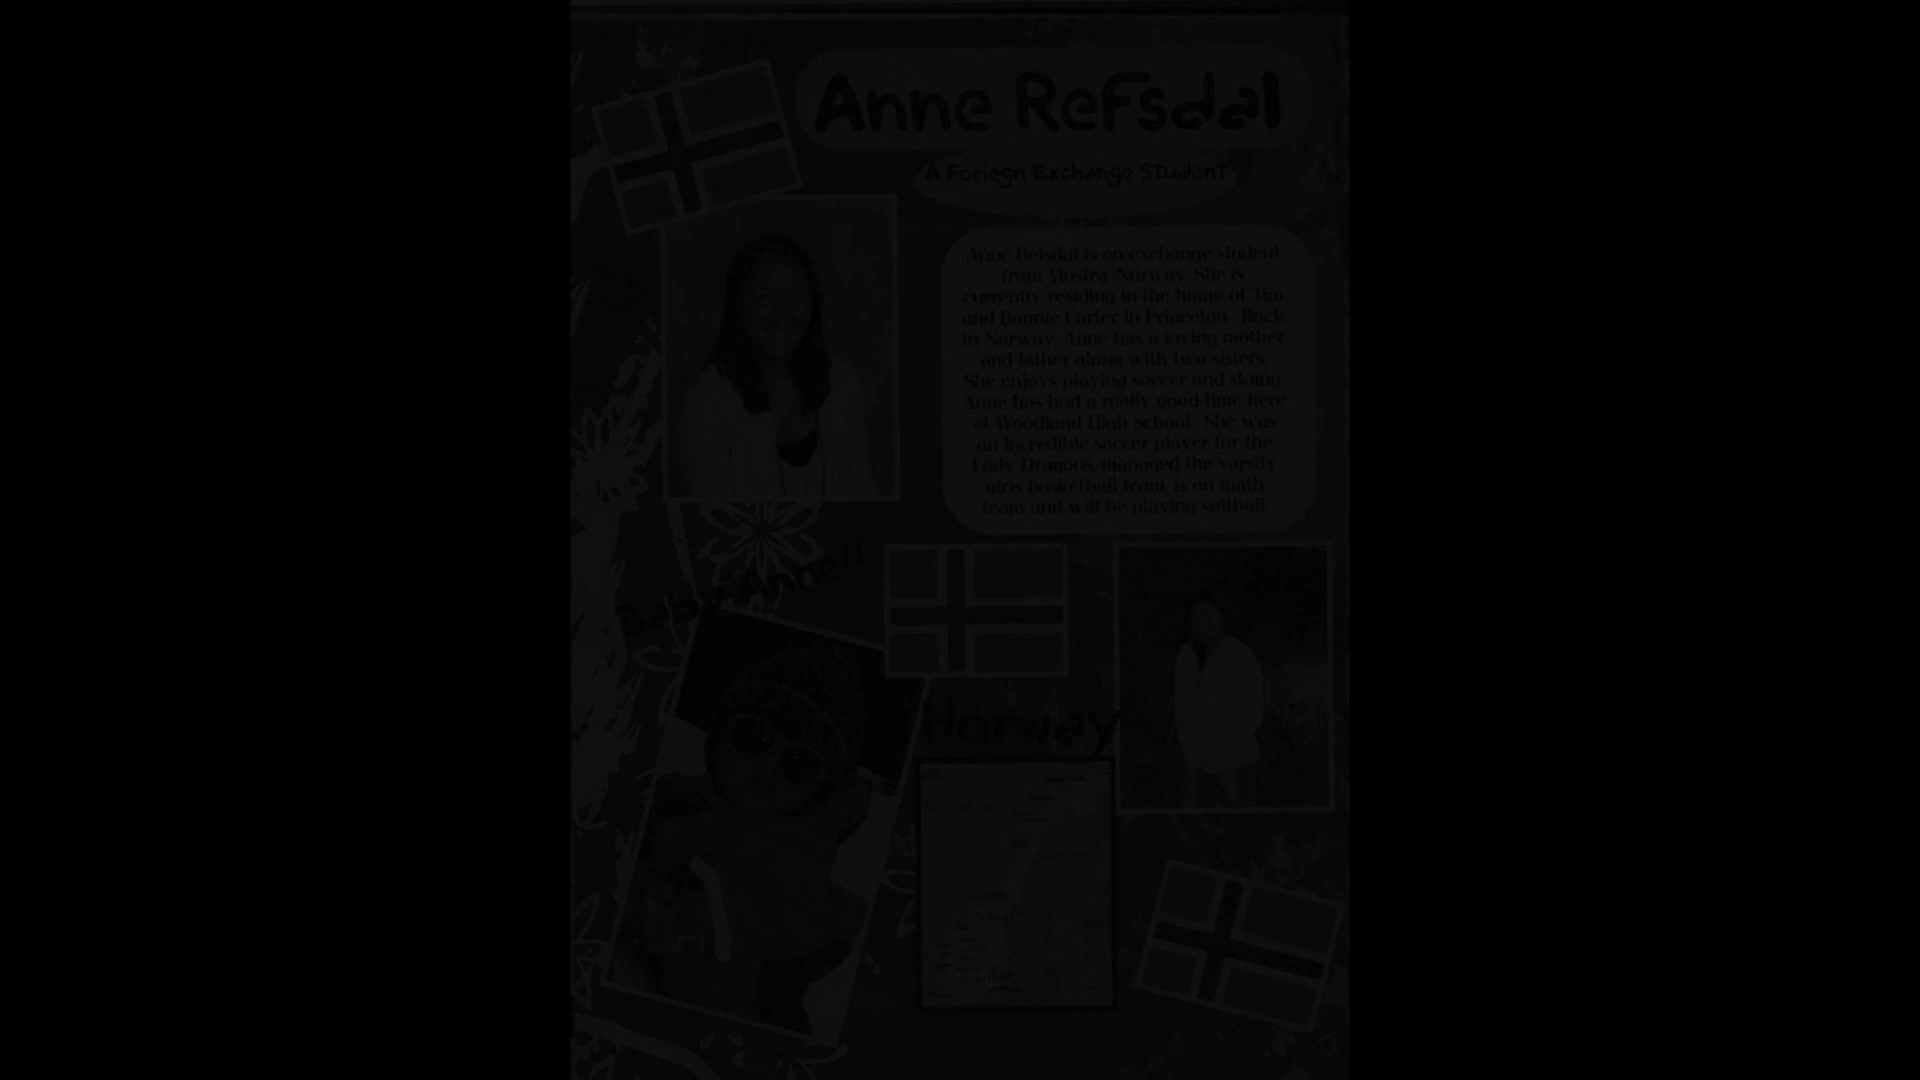 Anne Refsdal
A Foriegn Exchange Student
Anne Refsdal is an exchange student
from Vinstra, Norway. She is
currently residing in the home of Tim
and Bonnie Carter in Princeton. Back
in Norway, Anne has a loving mother
and father along with two sisters.
She enjoys playing soccer and skiing.
Anne has had a really good time here
at Woodland High School. She was
an incredible soccer player for the
Lady Dragons, managed the varsity
girls basketball team, is on math
team and will be playing softball.
Baby Anne!!
Norway